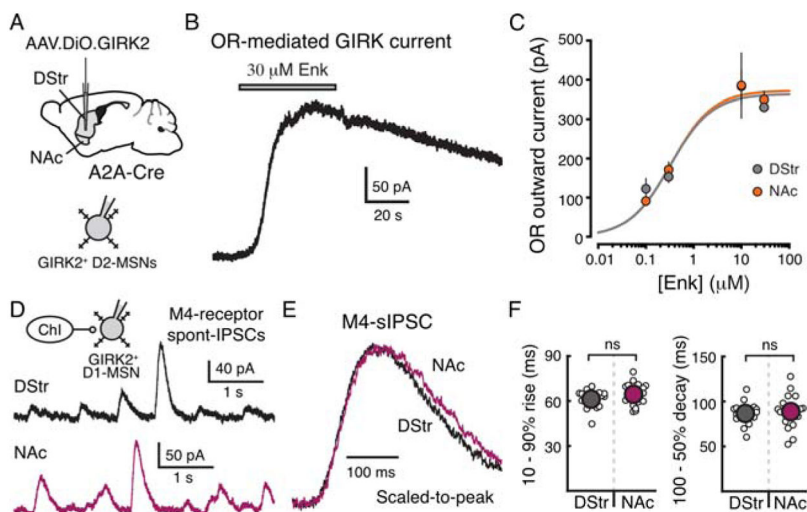 A
AAV.DiO.GIRK2
DStr
NAc
A2A-Cre
GIRK2+ D2-MSNs
B
OR-mediated GIRK current
30 μM Enk
50 pA
20 s
C
OR outward current (pA)
500
400
300
200
100
0
DStr
NAc
0.01
0.1
1
10
100
[Enk] (μM)
D
ChI
GIRK2+
D1-MSN
M4-receptor
spont-IPSCs
DStr
40 pA
1 s
NAc
50 pA
1 s
E
M4-sIPSC
NAc
DStr
100 ms
Scaled-to-peak
F
10 - 90% rise (ms)
90
60
30
ns
DStr
NAc
100 - 50% decay (ms)
150
100
50
ns
DStr
NAc